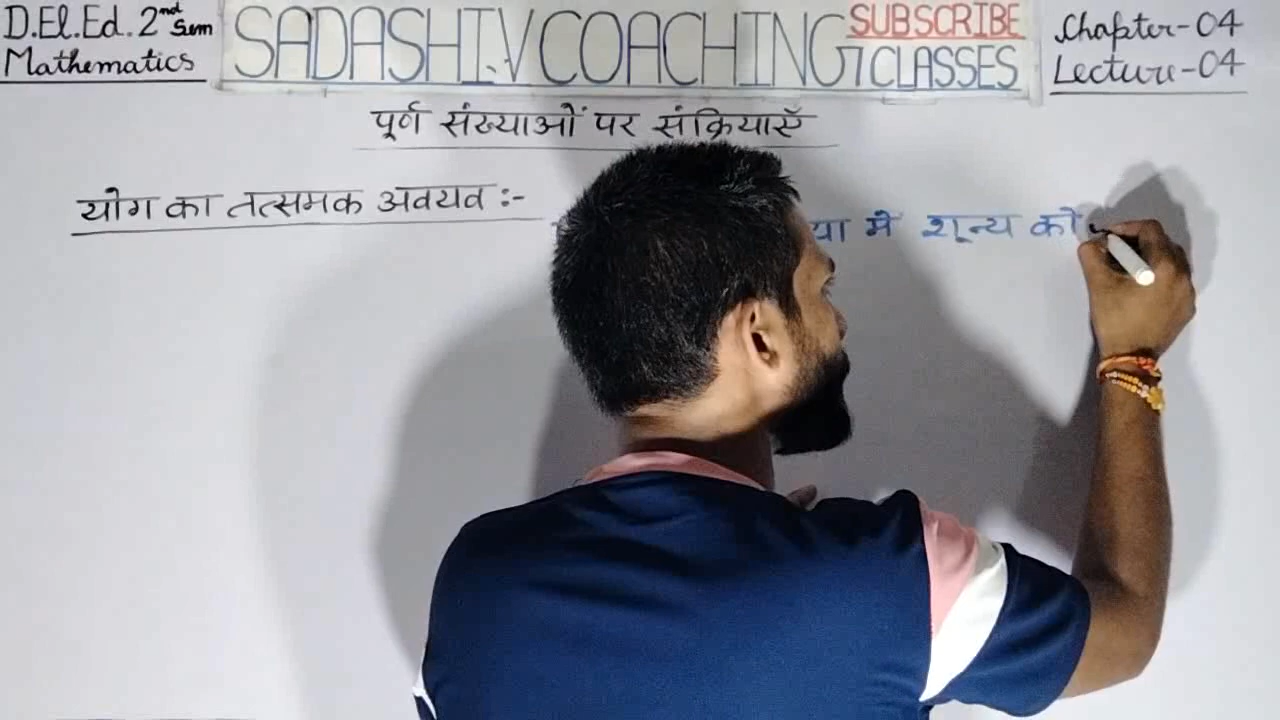 D.El.Ed. 2nd Sem
Mathematics
SADASHIV COACHING CLASSES
SUBSCRIBE
Chapter-04
Lecture-04
पूर्ण संख्याओं पर संक्रियाएँ
योग का तत्समक अवयव :-
में शून्य को